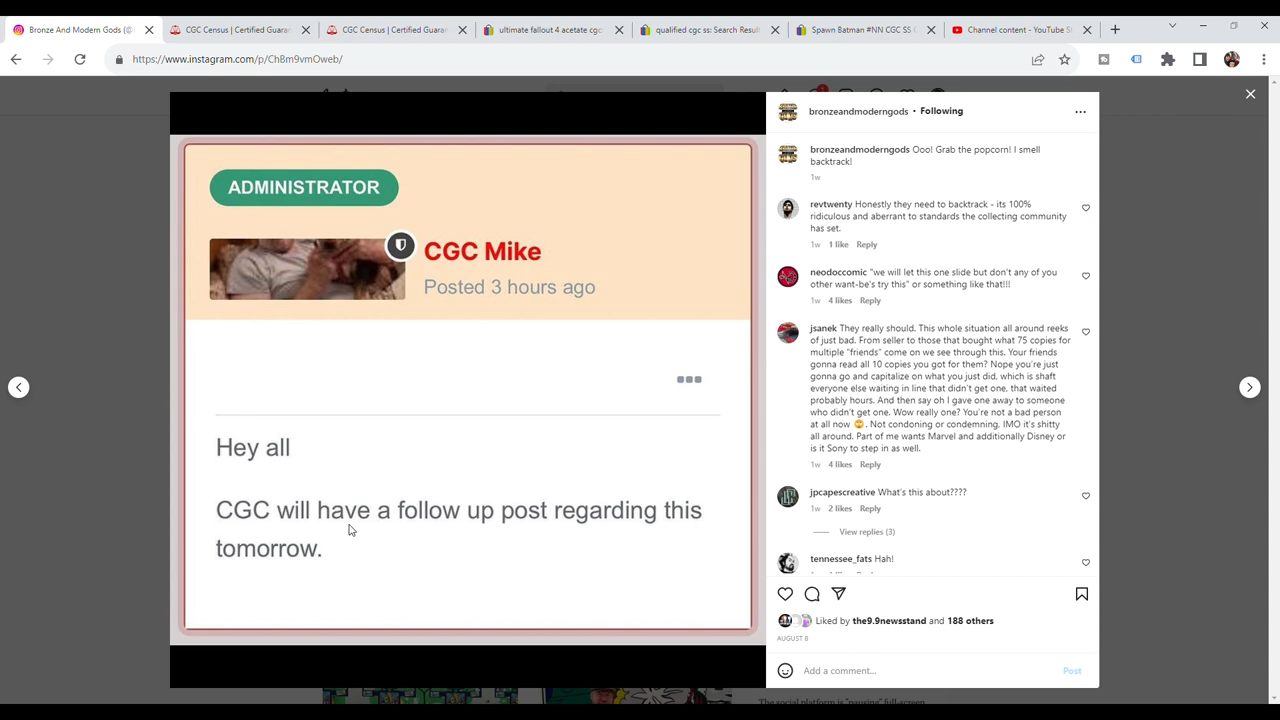 Bronze And Modern Gods (©
CGC Census | Certified Guaran
CGC Census | Certified Guaran
ultimate fallout 4 acetate cgc
qualified cgc ss: Search Result
Spawn Batman #NN CGC SS
Channel content - YouTube S
https://www.instagram.com/p/ChBm9vmOweb/
ADMINISTRATOR
CGC Mike
Posted 3 hours ago
Hey all
CGC will have a follow up post regarding this
tomorrow.
bronzeandmoderngods • Following
bronzeandmoderngods Ooo! Grab the popcorn! I smell
backtrack!
1w
revtwenty Honestly they need to backtrack - its 100%
ridiculous and aberrant to standards the collecting community
has set.
1w 1 like Reply
neodoccomic "we will let this one slide but don't any of you
other want-be's try this" or something like that!!!
1w 4 likes Reply
jsanek They really should. This whole situation all around reeks
of just bad. From seller to those that bought what 75 copies for
multiple "friends" come on we see through this. Your friends
gonna read all 10 copies you got for them? Nope you're just
gonna go and capitalize on what you just did, which is shaft
everyone else waiting in line that didn't get one, that waited
probably hours. And then say oh I gave one away to someone
who didn't get one. Wow really one? You're not a bad person
at all now 🙄. Not condoning or condemning, IMO it's shitty
all around. Part of me wants Marvel and additionally Disney or
is it Sony to step in as well.
1w 4 likes Reply
jpcapescreative What's this about????
1w 2 likes Reply
View replies (3)
tennessee_fats Hah!
Liked by the9.9newsstand and 188 others
AUGUST 8
Add a comment...
Post
The social platform is "pausing" full-screen